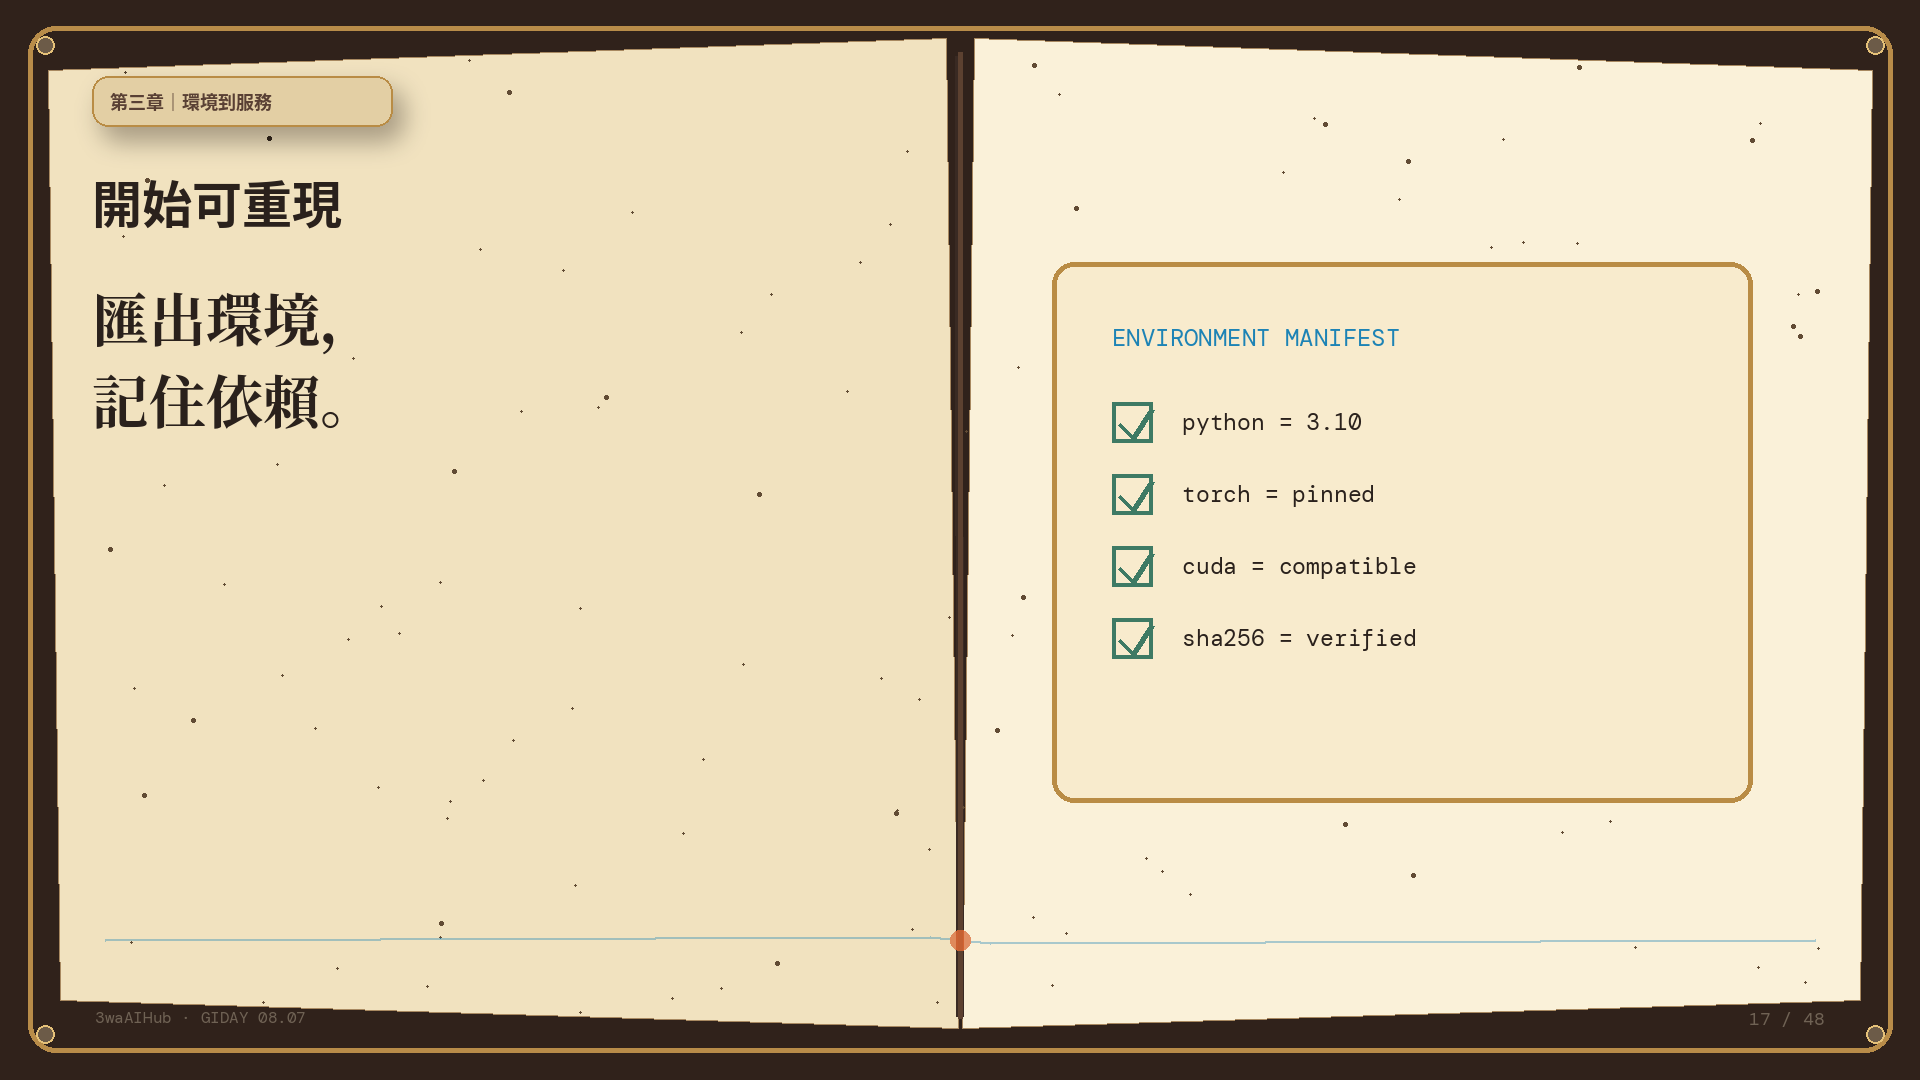 第三章｜環境到服務
開始可重現
匯出環境，
記住依賴。
ENVIRONMENT MANIFEST
python = 3.10
torch = pinned
cuda = compatible
sha256 = verified
3waAIHub · GIDAY 08.07
17 / 48